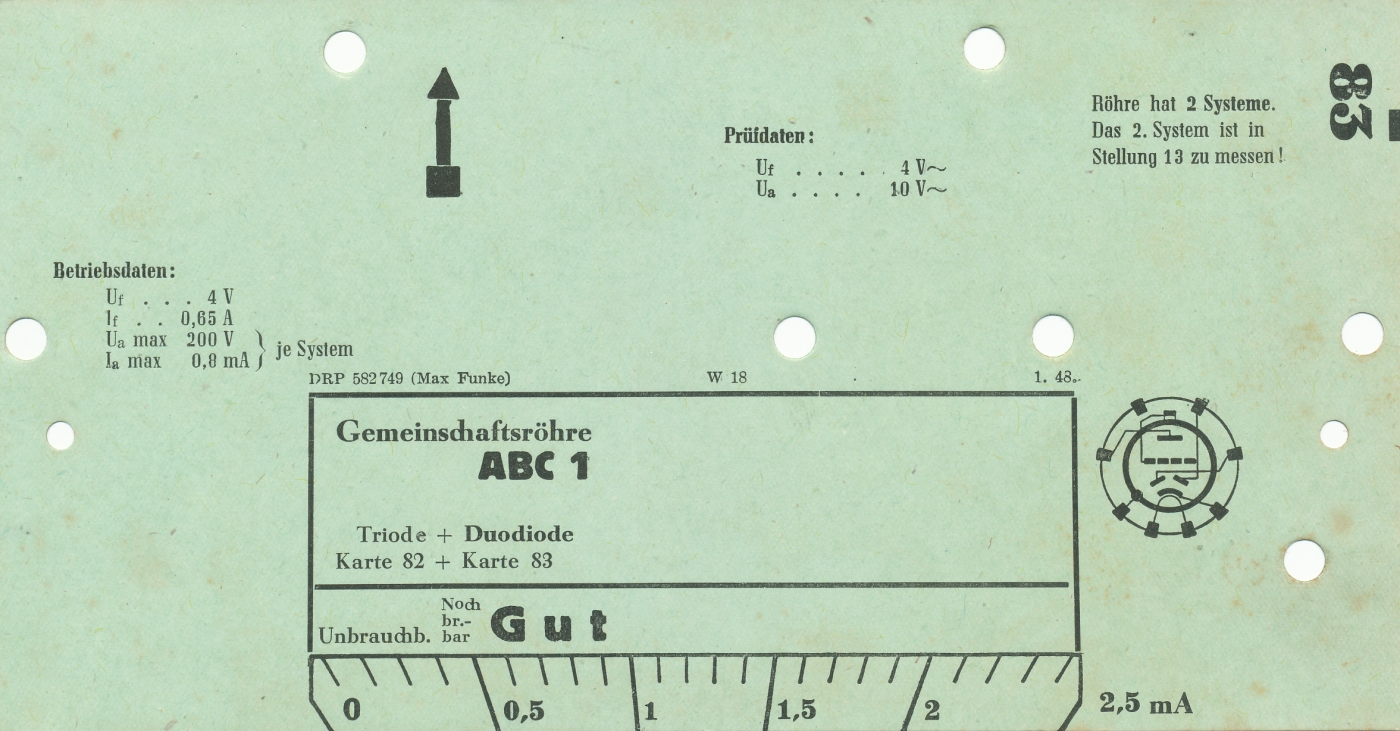 83
Röhre hat 2 Systeme.
Das 2. System ist in
Stellung 13 zu messen!
Prüfdaten:
Uf . . . . 4 V~
Ua . . . . 10 V~
Betriebsdaten:
Uf . . . 4 V
If . . 0,65 A
Ua max 200 V
Ia max 0,8 mA } je System
DRP 582749 (Max Funke) W 18 1. 48.
Gemeinschaftsröhre
ABC 1
Triode + Duodiode
Karte 82 + Karte 83
Unbrauchb. Noch br.-bar Gut
0 0,5 1 1,5 2 2,5 mA